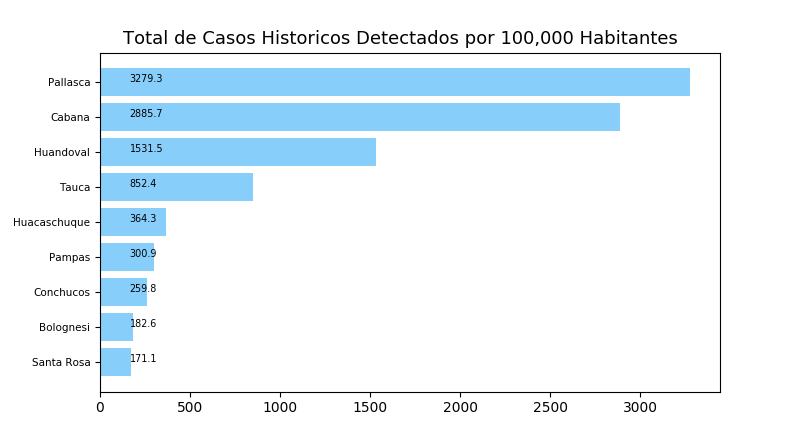 Total de Casos Historicos Detectados por 100,000 Habitantes
Pallasca 3279.3
Cabana 2885.7
Huandoval 1531.5
Tauca 852.4
Huacaschuque 364.3
Pampas 300.9
Conchucos 259.8
Bolognesi 182.6
Santa Rosa 171.1
0 500 1000 1500 2000 2500 3000